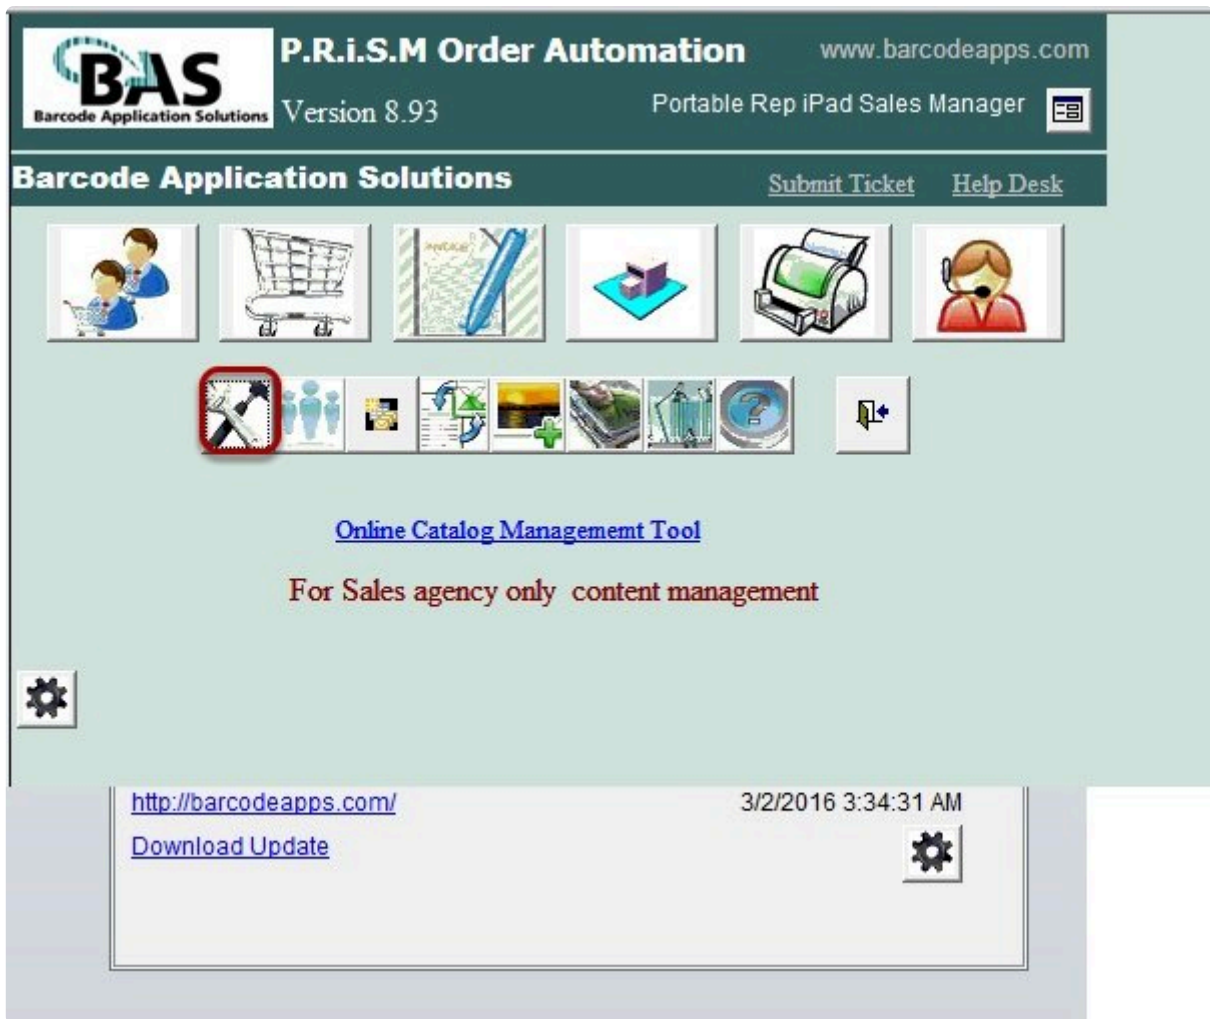 BAS
Barcode Application Solutions
P.R.i.S.M Order Automation
www.barcodeapps.com
Version 8.93
Portable Rep iPad Sales Manager
Barcode Application Solutions
Submit Ticket
Help Desk
INVOICE
Online Catalog Managememt Tool
For Sales agency only content management
http://barcodeapps.com/
3/2/2016 3:34:31 AM
Download Update